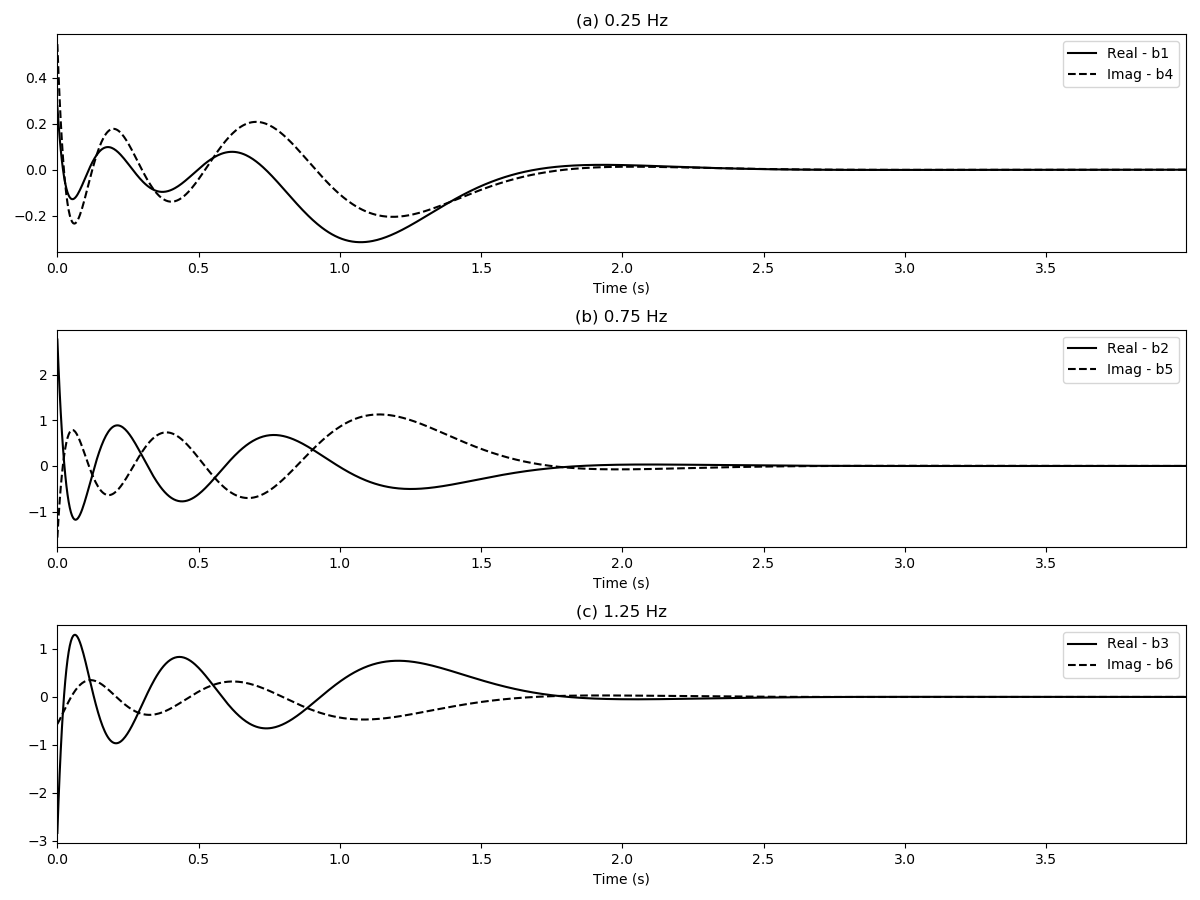 (a) 0.25 Hz
Real - b1
Imag - b4
0.4
0.2
0.0
−0.2
0.0 0.5 1.0 1.5 2.0 2.5 3.0 3.5
Time (s)
(b) 0.75 Hz
Real - b2
Imag - b5
2
1
0
−1
0.0 0.5 1.0 1.5 2.0 2.5 3.0 3.5
Time (s)
(c) 1.25 Hz
Real - b3
Imag - b6
1
0
−1
−2
−3
0.0 0.5 1.0 1.5 2.0 2.5 3.0 3.5
Time (s)